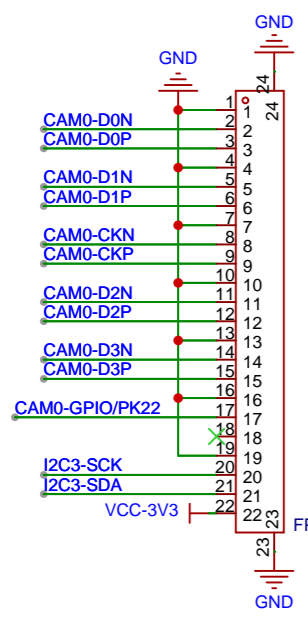 GND
GND
24
24
1 1
CAM0-D0N 2 2
CAM0-D0P 3 3
4 4
CAM0-D1N 5 5
CAM0-D1P 6 6
7 7
CAM0-CKN 8 8
CAM0-CKP 9 9
10 10
CAM0-D2N 11 11
CAM0-D2P 12 12
13 13
CAM0-D3N 14 14
CAM0-D3P 15 15
16 16
CAM0-GPIO/PK22 17 17
18 18
19 19
I2C3-SCK 20 20
I2C3-SDA 21 21
VCC-3V3 22 22
23
23
GND